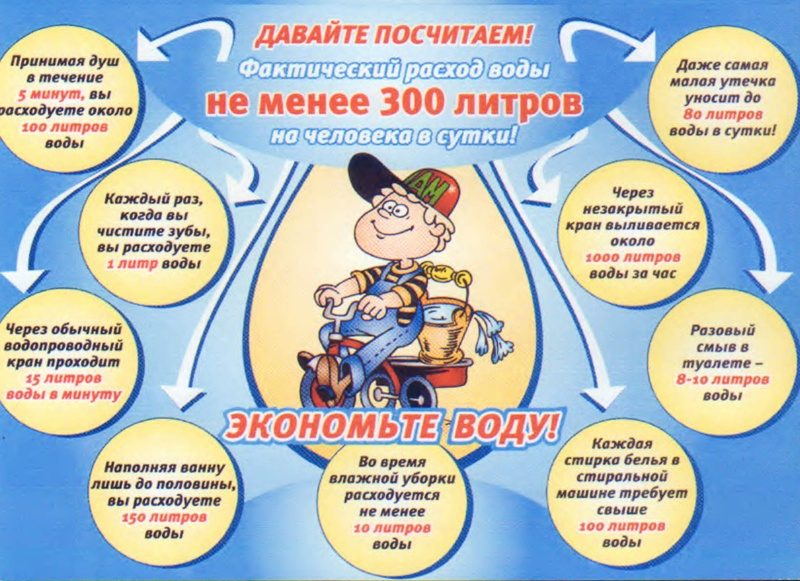 ДАВАЙТЕ ПОСЧИТАЕМ!
Фактический расход воды
не менее 300 литров
на человека в сутки!
Принимая душ
в течение
5 минут, вы
расходуете около
100 литров
воды
Даже самая
малая утечка
уносит до
80 литров
воды в сутки!
Каждый раз,
когда вы
чистите зубы,
вы расходуете
1 литр воды
АМ
Через
незакрытый
кран выливается
около
1000 литров
воды за час
Через обычный
водопроводный
кран проходит
15 литров
воды в минуту
Разовый
смыв в
туалете –
8-10 литров
воды
ЭКОНОМЬТЕ ВОДУ!
Наполняя ванну
лишь до половины,
вы расходуете
150 литров
воды
Во время
влажной уборки
расходуется
не менее
10 литров
воды
Каждая
стирка белья в
стиральной
машине требует
свыше
100 литров
воды